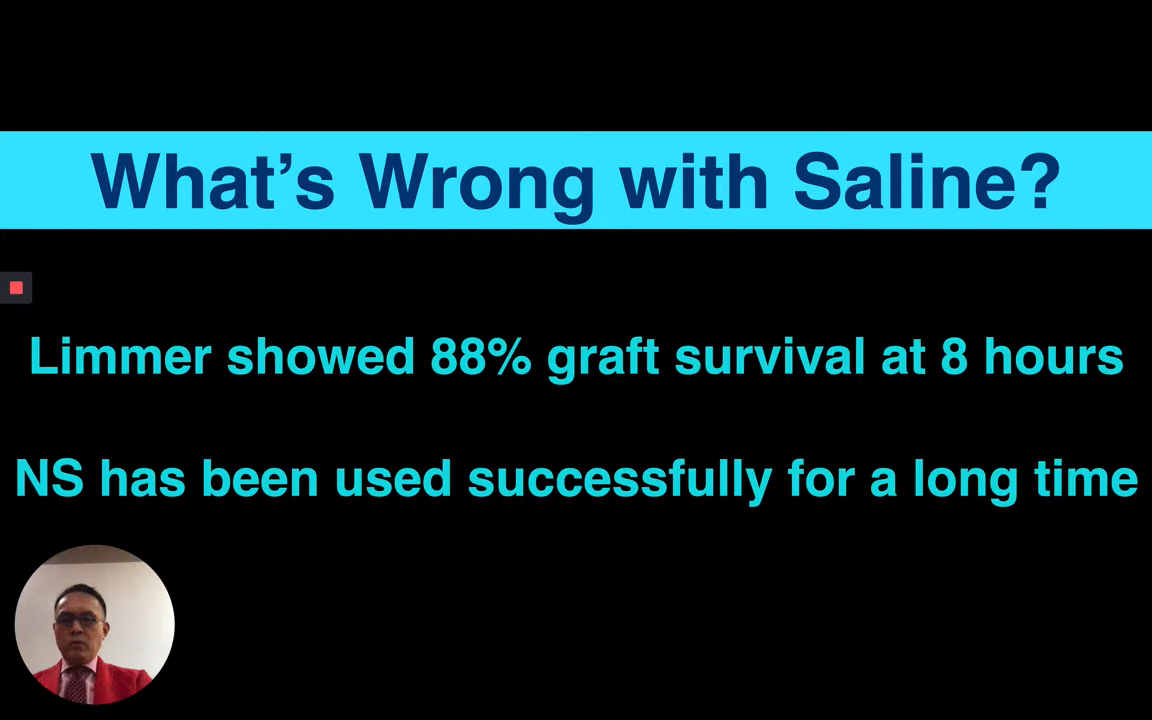 What’s Wrong with Saline?
Limmer showed 88% graft survival at 8 hours
NS has been used successfully for a long time